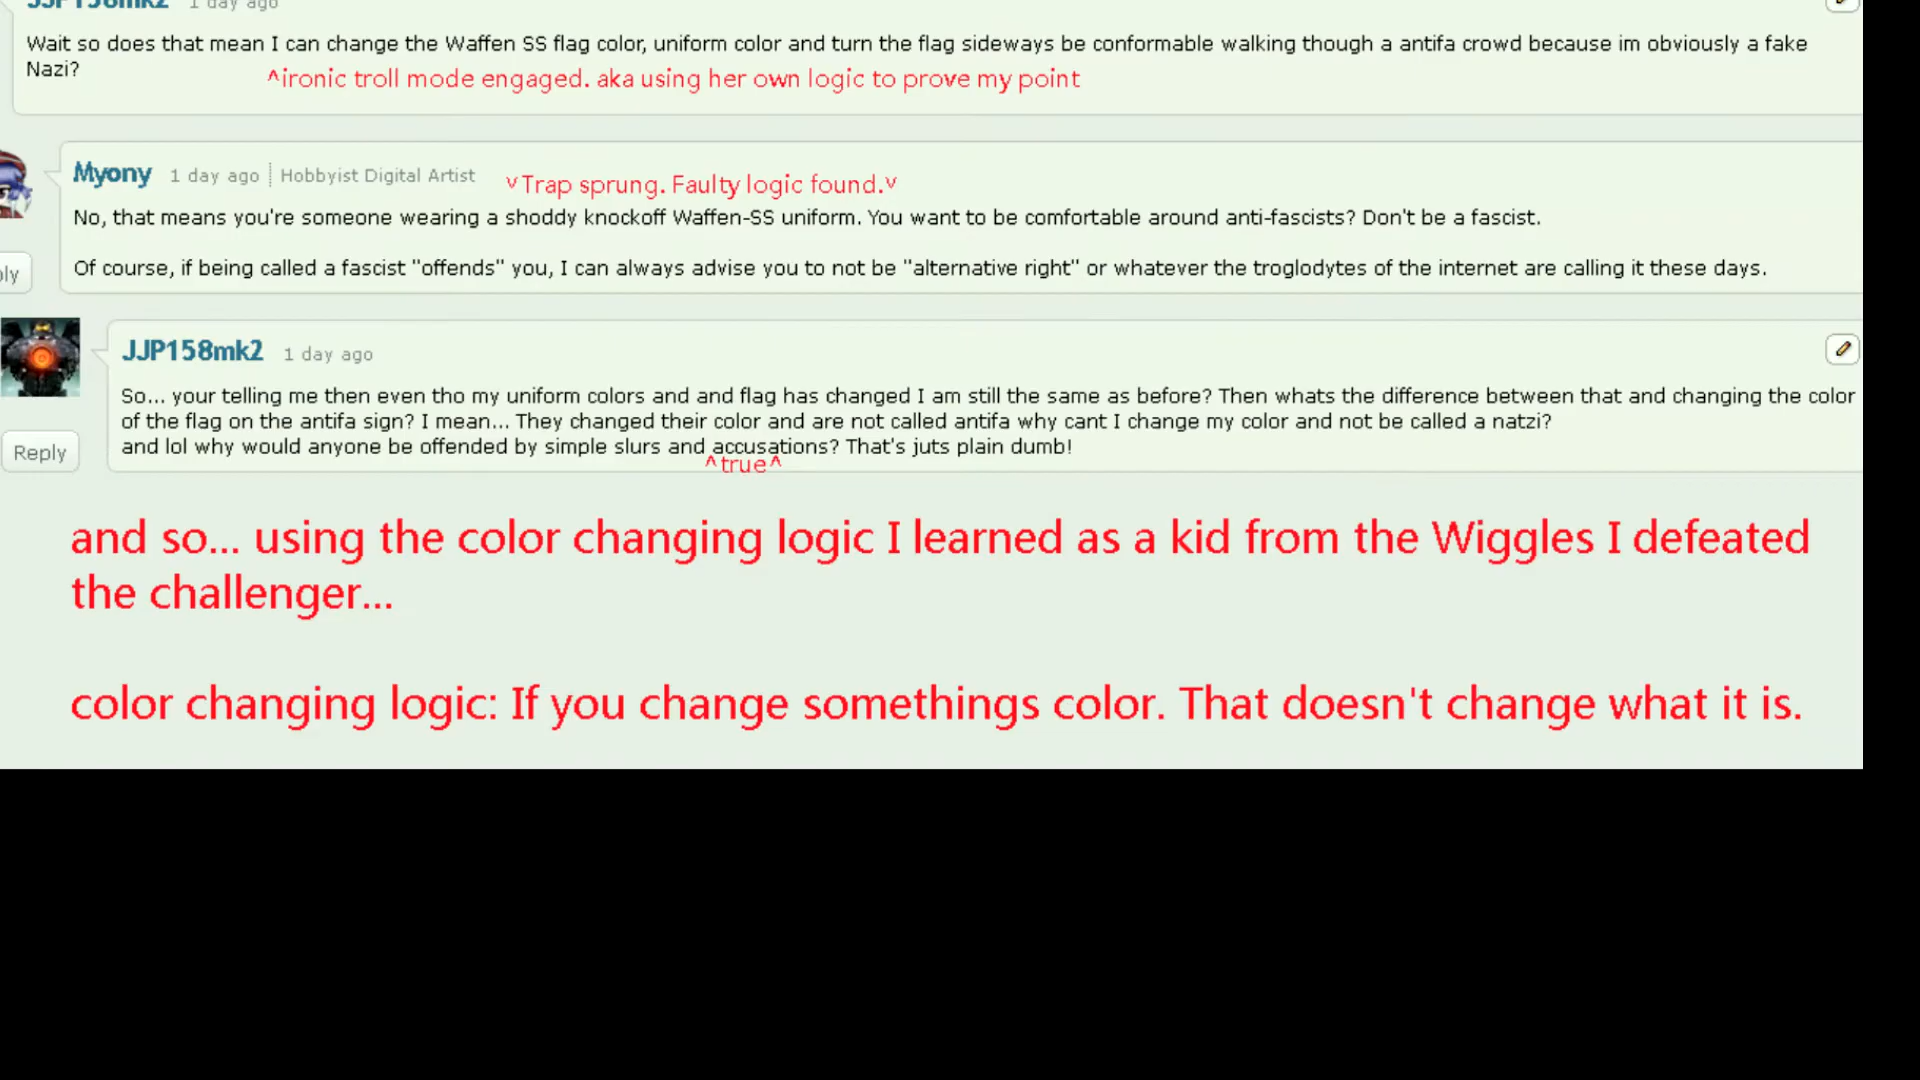 JJP158mk2 1 day ago
Wait so does that mean I can change the Waffen SS flag color, uniform color and turn the flag sideways be conformable walking though a antifa crowd because im obviously a fake
Nazi?
^ironic troll mode engaged. aka using her own logic to prove my point
Myony 1 day ago Hobbyist Digital Artist
˅Trap sprung. Faulty logic found.˅
No, that means you're someone wearing a shoddy knockoff Waffen-SS uniform. You want to be comfortable around anti-fascists? Don't be a fascist.
Of course, if being called a fascist "offends" you, I can always advise you to not be "alternative right" or whatever the troglodytes of the internet are calling it these days.
ply
JJP158mk2 1 day ago
So... your telling me then even tho my uniform colors and and flag has changed I am still the same as before? Then whats the difference between that and changing the color
of the flag on the antifa sign? I mean... They changed their color and are not called antifa why cant I change my color and not be called a natzi?
and lol why would anyone be offended by simple slurs and accusations? That's juts plain dumb!
^true^
Reply
and so... using the color changing logic I learned as a kid from the Wiggles I defeated
the challenger...
color changing logic: If you change somethings color. That doesn't change what it is.